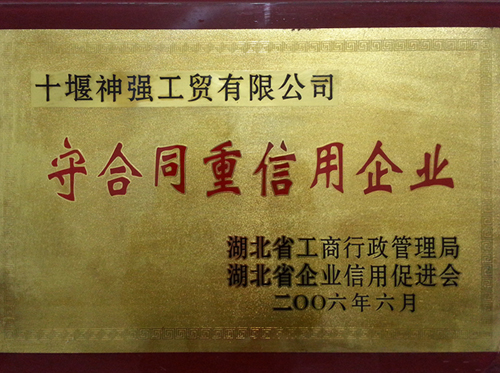 十堰神强工贸有限公司
守合同重信用企业
湖北省工商行政管理局
湖北省企业信用促进会
二〇〇六年六月